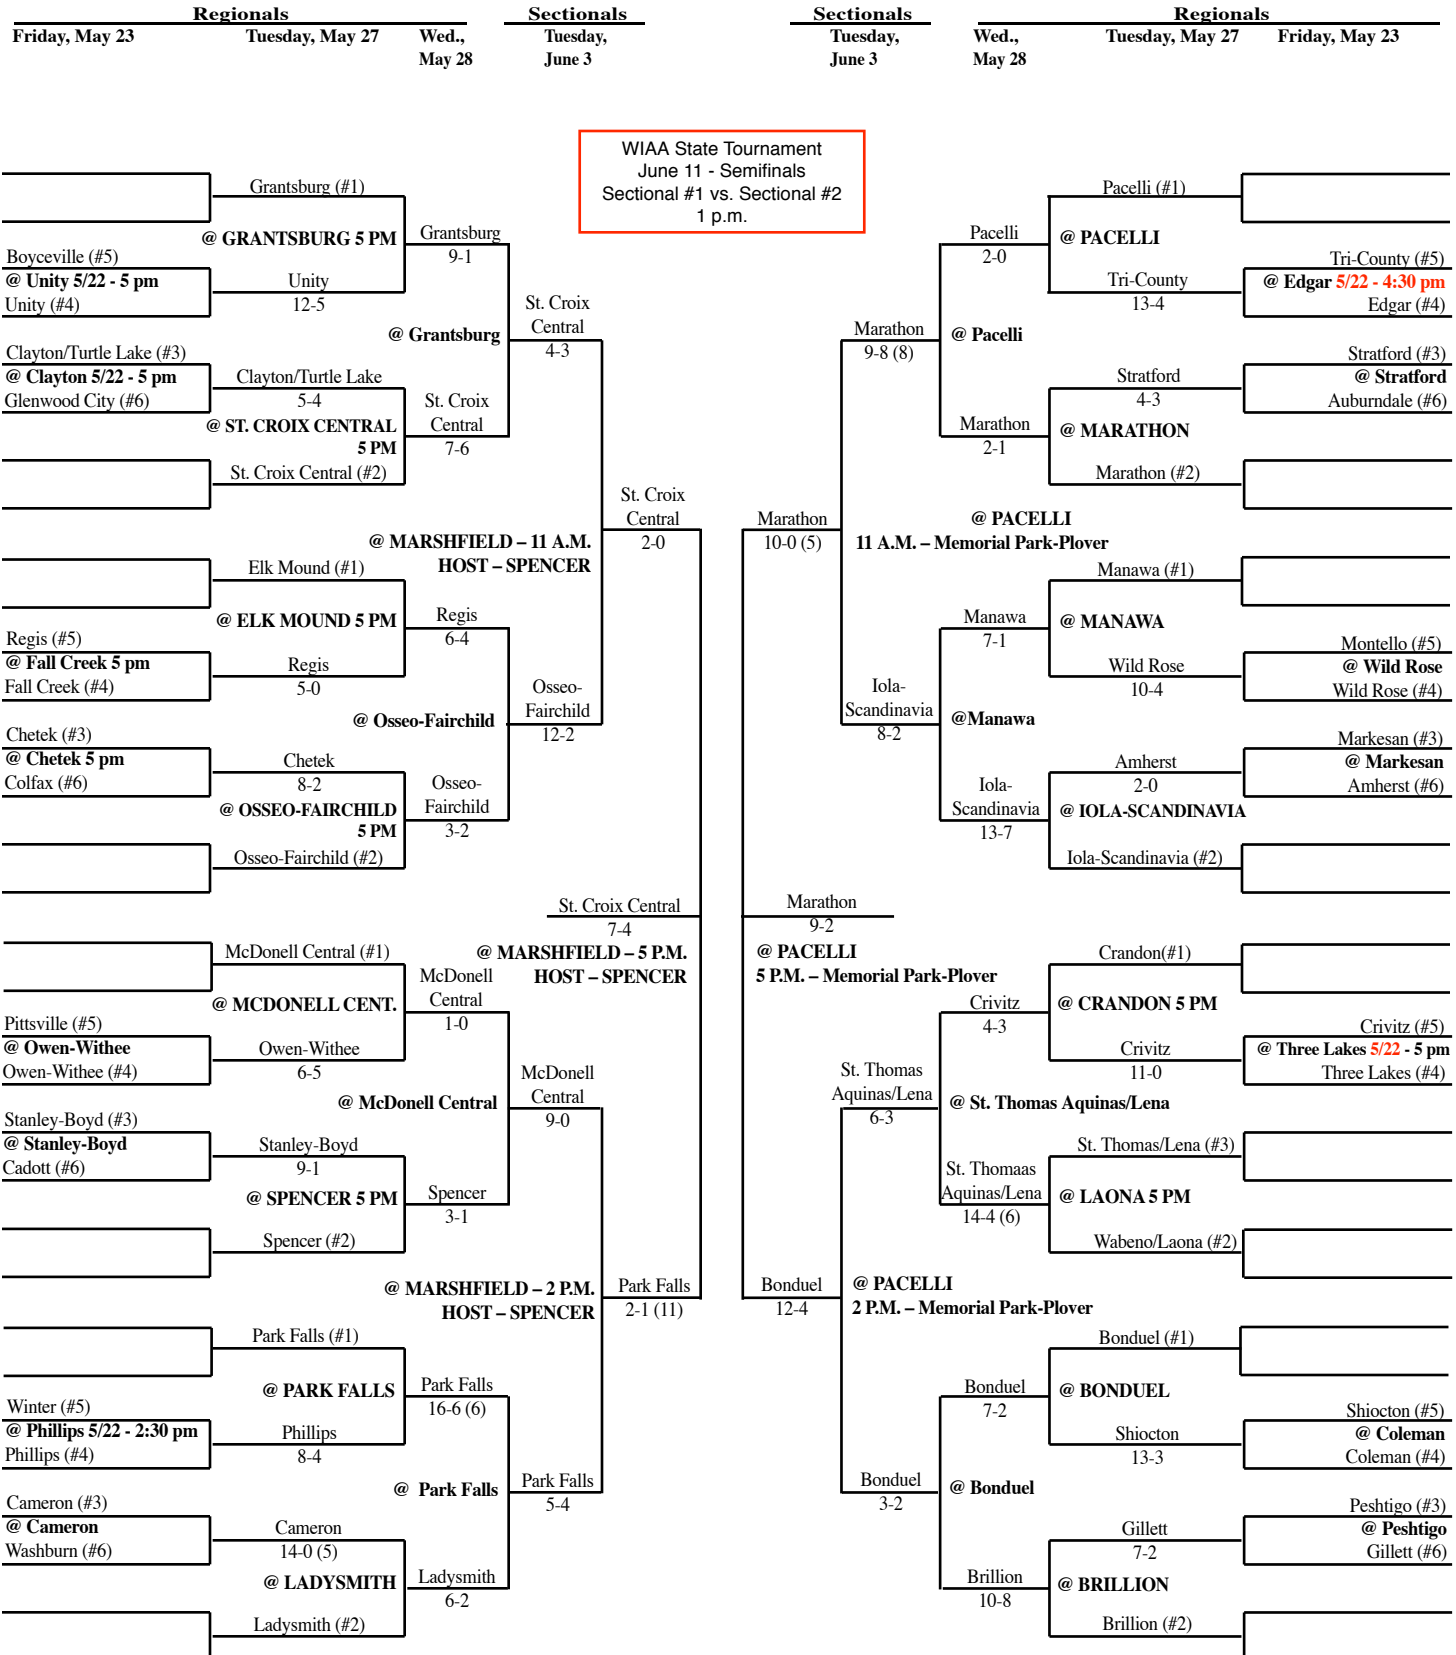 Regionals
Sectionals
Sectionals
Regionals
Friday, May 23
Tuesday, May 27
Wed.,
May 28
Tuesday,
June 3
Tuesday,
June 3
Wed.,
May 28
Tuesday, May 27
Friday, May 23
WIAA State Tournament
June 11 - Semifinals
Sectional #1 vs. Sectional #2
1 p.m.
Grantsburg (#1)
@ GRANTSBURG 5 PM
Boyceville (#5)
@ Unity 5/22 - 5 pm
Unity (#4)
Unity
12-5
Grantsburg
9-1
@ Grantsburg
St. Croix
Central
4-3
Clayton/Turtle Lake (#3)
@ Clayton 5/22 - 5 pm
Glenwood City (#6)
Clayton/Turtle Lake
5-4
@ ST. CROIX CENTRAL
5 PM
St. Croix Central (#2)
St. Croix
Central
7-6
@ MARSHFIELD – 11 A.M.
HOST – SPENCER
St. Croix
Central
2-0
Elk Mound (#1)
@ ELK MOUND 5 PM
Regis (#5)
@ Fall Creek 5 pm
Fall Creek (#4)
Regis
5-0
Regis
6-4
@ Osseo-Fairchild
Osseo-
Fairchild
12-2
Chetek (#3)
@ Chetek 5 pm
Colfax (#6)
Chetek
8-2
@ OSSEO-FAIRCHILD
5 PM
Osseo-Fairchild (#2)
Osseo-
Fairchild
3-2
St. Croix Central
7-4
@ MARSHFIELD – 5 P.M.
HOST – SPENCER
McDonell Central (#1)
@ MCDONELL CENT.
Pittsville (#5)
@ Owen-Withee
Owen-Withee (#4)
Owen-Withee
6-5
McDonell
Central
1-0
@ McDonell Central
McDonell
Central
9-0
Stanley-Boyd (#3)
@ Stanley-Boyd
Cadott (#6)
Stanley-Boyd
9-1
@ SPENCER 5 PM
Spencer (#2)
Spencer
3-1
@ MARSHFIELD – 2 P.M.
HOST – SPENCER
Park Falls
2-1 (11)
Park Falls (#1)
@ PARK FALLS
Winter (#5)
@ Phillips 5/22 - 2:30 pm
Phillips (#4)
Phillips
8-4
Park Falls
16-6 (6)
@ Park Falls
Park Falls
5-4
Cameron (#3)
@ Cameron
Washburn (#6)
Cameron
14-0 (5)
@ LADYSMITH
Ladysmith (#2)
Ladysmith
6-2
Pacelli (#1)
@ PACELLI
Tri-County (#5)
@ Edgar 5/22 - 4:30 pm
Edgar (#4)
Tri-County
13-4
Pacelli
2-0
@ Pacelli
Marathon
9-8 (8)
Stratford (#3)
@ Stratford
Auburndale (#6)
Stratford
4-3
@ MARATHON
Marathon (#2)
Marathon
2-1
@ PACELLI
11 A.M. – Memorial Park-Plover
Marathon
10-0 (5)
Manawa (#1)
@ MANAWA
Montello (#5)
@ Wild Rose
Wild Rose (#4)
Wild Rose
10-4
Manawa
7-1
@Manawa
Iola-
Scandinavia
8-2
Markesan (#3)
@ Markesan
Amherst (#6)
Amherst
2-0
@ IOLA-SCANDINAVIA
Iola-Scandinavia (#2)
Iola-
Scandinavia
13-7
Marathon
9-2
@ PACELLI
5 P.M. – Memorial Park-Plover
Crandon(#1)
@ CRANDON 5 PM
Crivitz (#5)
@ Three Lakes 5/22 - 5 pm
Three Lakes (#4)
Crivitz
11-0
Crivitz
4-3
@ St. Thomas Aquinas/Lena
St. Thomas
Aquinas/Lena
6-3
St. Thomas/Lena (#3)
@ LAONA 5 PM
Wabeno/Laona (#2)
St. Thomaas
Aquinas/Lena
14-4 (6)
@ PACELLI
2 P.M. – Memorial Park-Plover
Bonduel
12-4
Bonduel (#1)
@ BONDUEL
Shiocton (#5)
@ Coleman
Coleman (#4)
Shiocton
13-3
Bonduel
7-2
@ Bonduel
Bonduel
3-2
Peshtigo (#3)
@ Peshtigo
Gillett (#6)
Gillett
7-2
@ BRILLION
Brillion (#2)
Brillion
10-8